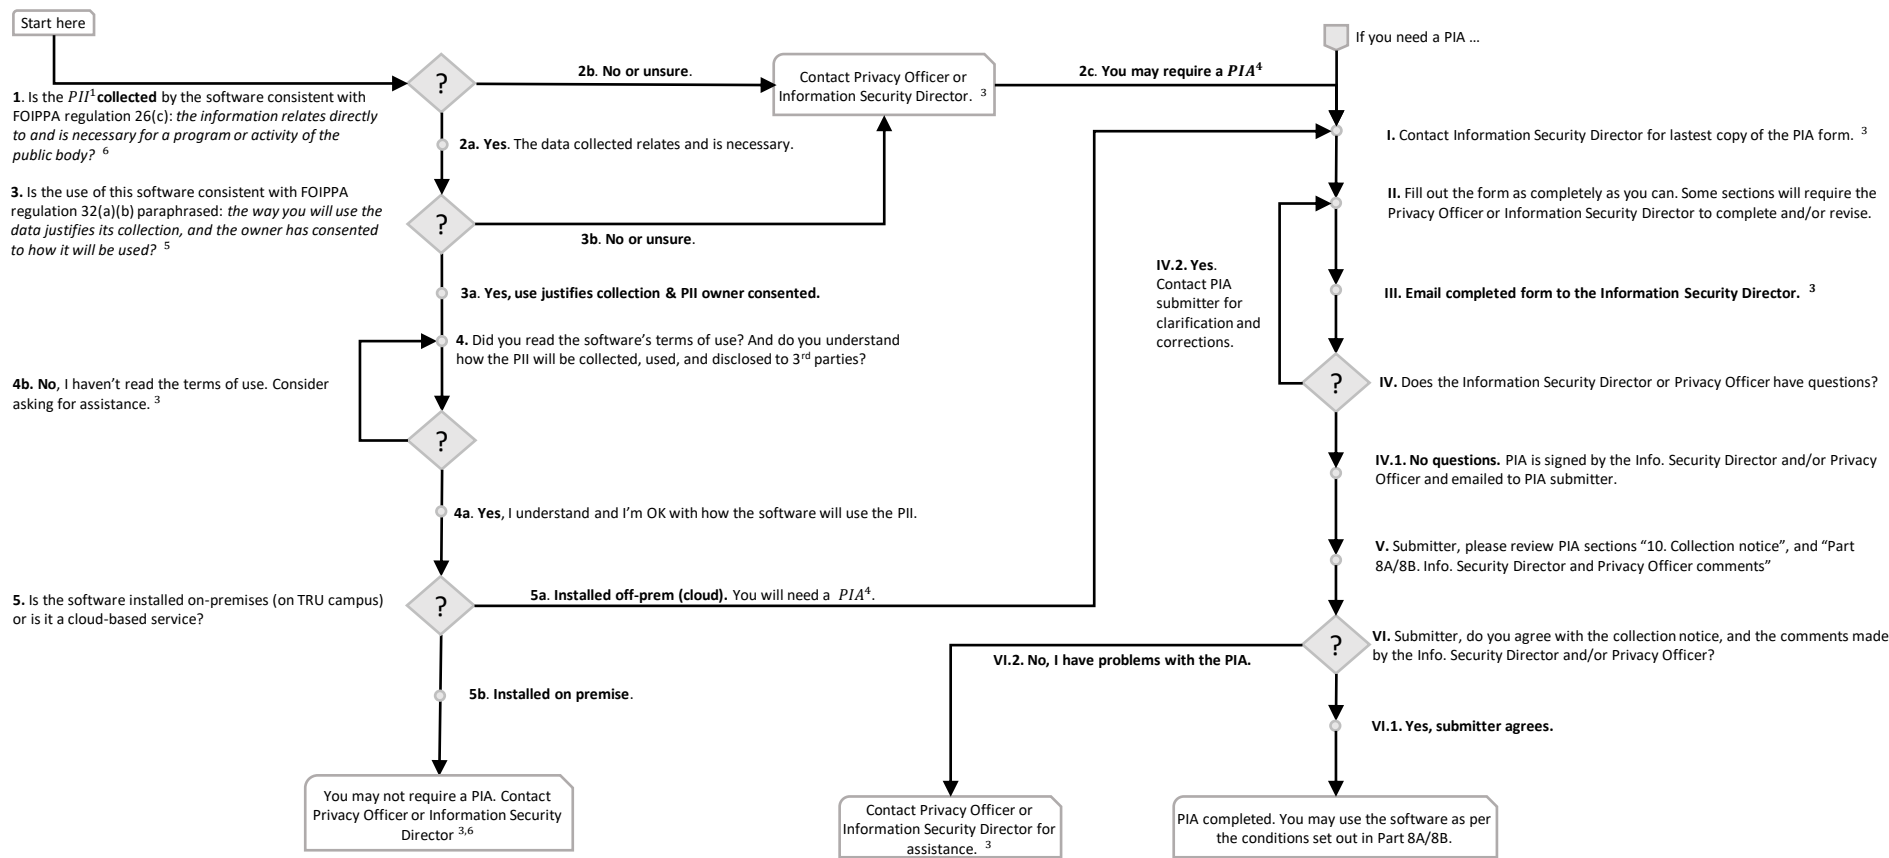 Start here
1. Is the PII¹ collected by the software consistent with
FOIPPA regulation 26(c): the information relates directly
to and is necessary for a program or activity of the
public body? ⁶
?
2b. No or unsure.
Contact Privacy Officer or
Information Security Director. ³
2c. You may require a PIA⁴
2a. Yes. The data collected relates and is necessary.
3. Is the use of this software consistent with FOIPPA
regulation 32(a)(b) paraphrased: the way you will use the
data justifies its collection, and the owner has consented
to how it will be used? ⁵
?
3b. No or unsure.
3a. Yes, use justifies collection & PII owner consented.
4. Did you read the software’s terms of use? And do you understand
how the PII will be collected, used, and disclosed to 3rd parties?
4b. No, I haven’t read the terms of use. Consider
asking for assistance. ³
?
4a. Yes, I understand and I’m OK with how the software will use the PII.
5. Is the software installed on-premises (on TRU campus)
or is it a cloud-based service?
?
5a. Installed off-prem (cloud). You will need a PIA⁴.
5b. Installed on premise.
You may not require a PIA. Contact
Privacy Officer or Information Security
Director ³,⁶
If you need a PIA …
I. Contact Information Security Director for lastest copy of the PIA form. ³
II. Fill out the form as completely as you can. Some sections will require the
Privacy Officer or Information Security Director to complete and/or revise.
III. Email completed form to the Information Security Director. ³
IV.2. Yes.
Contact PIA
submitter for
clarification and
corrections.
?
IV. Does the Information Security Director or Privacy Officer have questions?
IV.1. No questions. PIA is signed by the Info. Security Director and/or Privacy
Officer and emailed to PIA submitter.
V. Submitter, please review PIA sections “10. Collection notice”, and “Part
8A/8B. Info. Security Director and Privacy Officer comments”
?
VI. Submitter, do you agree with the collection notice, and the comments made
by the Info. Security Director and/or Privacy Officer?
VI.2. No, I have problems with the PIA.
VI.1. Yes, submitter agrees.
Contact Privacy Officer or
Information Security Director for
assistance. ³
PIA completed. You may use the software as per
the conditions set out in Part 8A/8B.